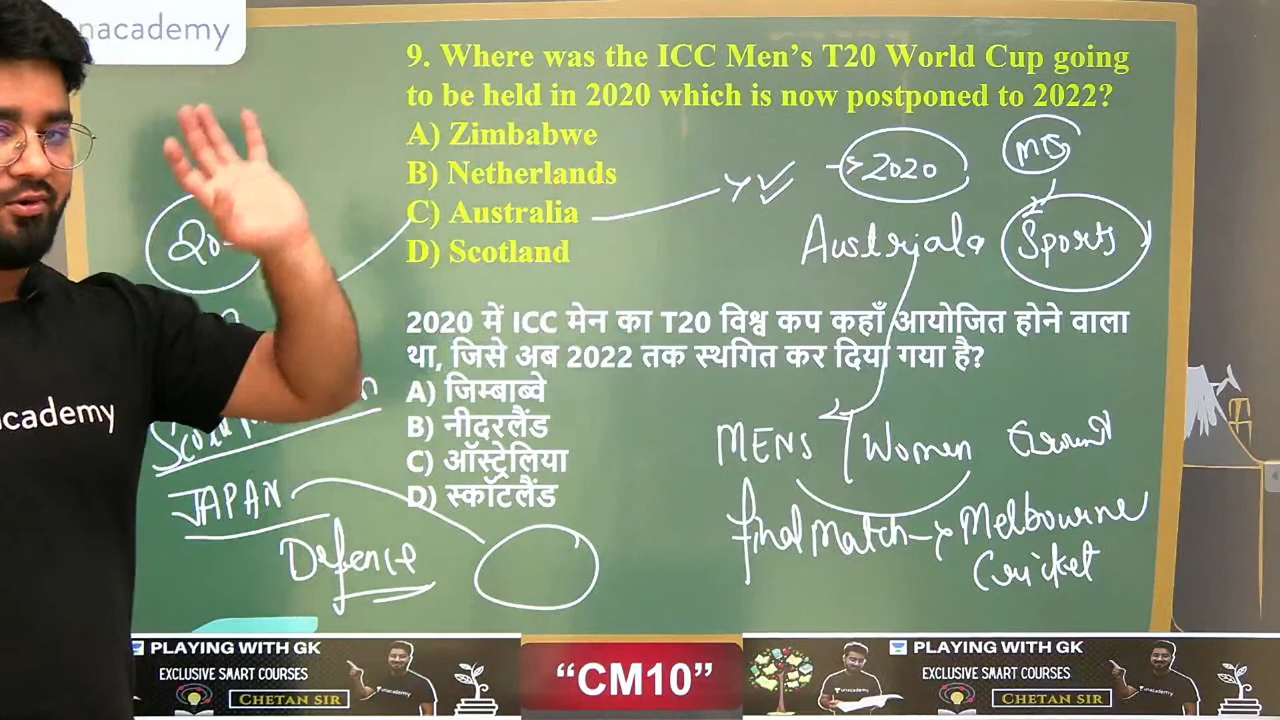 unacademy
9. Where was the ICC Men’s T20 World Cup going
to be held in 2020 which is now postponed to 2022?
A) Zimbabwe
B) Netherlands
C) Australia
D) Scotland
2020
Sports
MENS
Women
Ground
final Match
Melbourne
Cricket
2020 में ICC मेन का T20 विश्व कप कहाँ आयोजित होने वाला
था, जिसे अब 2022 तक स्थगित कर दिया गया है?
A) जिम्बाब्वे
B) नीदरलैंड
C) ऑस्ट्रेलिया
D) स्कॉटलैंड
JAPAN
Defence
academy
PLAYING WITH GK
EXCLUSIVE SMART COURSES
CHETAN SIR
unacademy
“CM10”
unacademy
PLAYING WITH GK
EXCLUSIVE SMART COURSES
CHETAN SIR